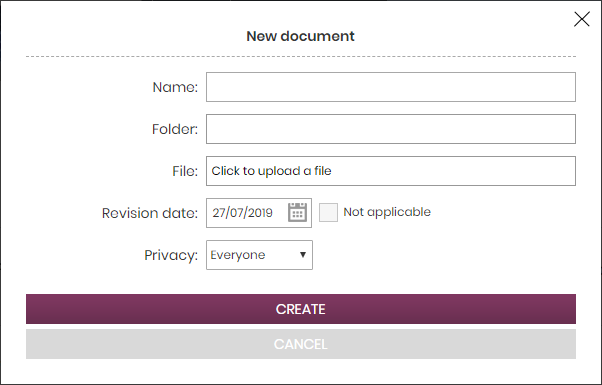 New document
Name:
Folder:
File: Click to upload a file
Revision date: 27/07/2019 Not applicable
Privacy: Everyone
CREATE
CANCEL